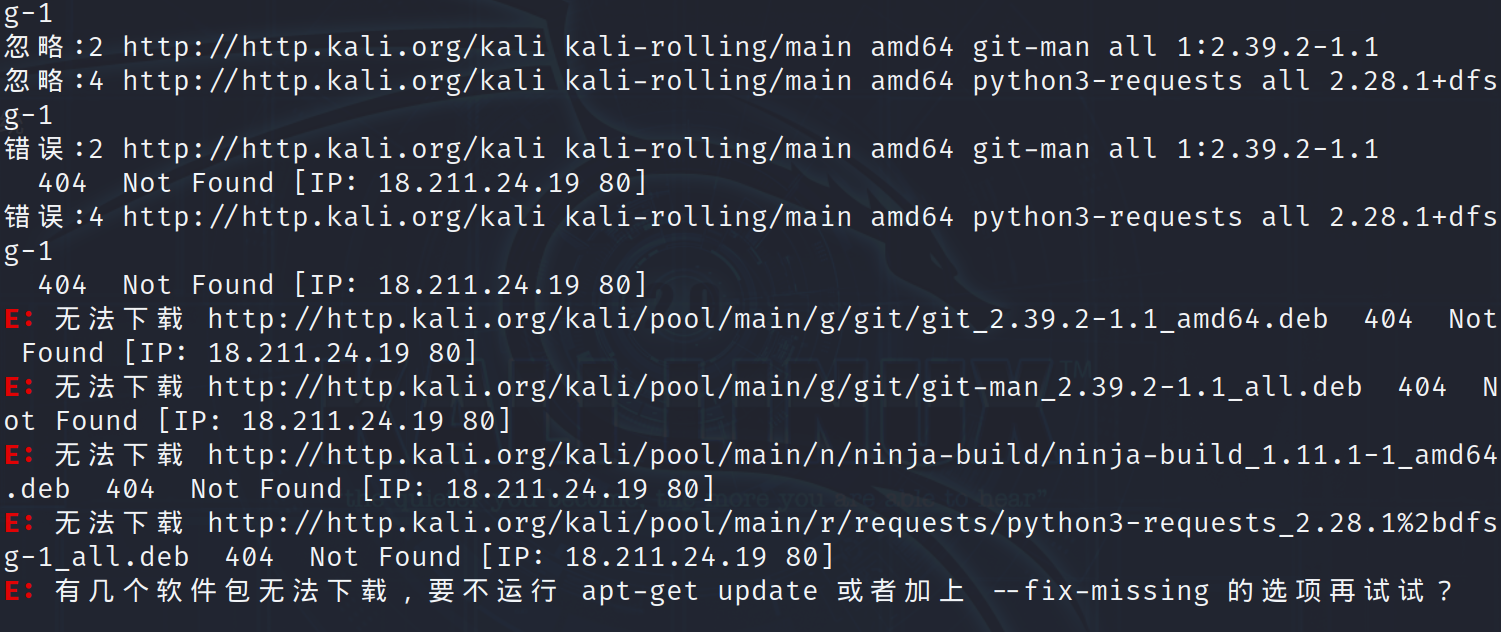 g-1
忽略:2 http://http.kali.org/kali kali-rolling/main amd64 git-man all 1:2.39.2-1.1
忽略:4 http://http.kali.org/kali kali-rolling/main amd64 python3-requests all 2.28.1+dfs
g-1
错误:2 http://http.kali.org/kali kali-rolling/main amd64 git-man all 1:2.39.2-1.1
  404  Not Found [IP: 18.211.24.19 80]
错误:4 http://http.kali.org/kali kali-rolling/main amd64 python3-requests all 2.28.1+dfs
g-1
  404  Not Found [IP: 18.211.24.19 80]
E: 无法下载 http://http.kali.org/kali/pool/main/g/git/git_2.39.2-1.1_amd64.deb  404  Not
 Found [IP: 18.211.24.19 80]
E: 无法下载 http://http.kali.org/kali/pool/main/g/git/git-man_2.39.2-1.1_all.deb  404  N
ot Found [IP: 18.211.24.19 80]
E: 无法下载 http://http.kali.org/kali/pool/main/n/ninja-build/ninja-build_1.11.1-1_amd64
.deb  404  Not Found [IP: 18.211.24.19 80]
E: 无法下载 http://http.kali.org/kali/pool/main/r/requests/python3-requests_2.28.1%2bdfs
g-1_all.deb  404  Not Found [IP: 18.211.24.19 80]
E: 有几个软件包无法下载，要不运行 apt-get update 或者加上 --fix-missing 的选项再试试？